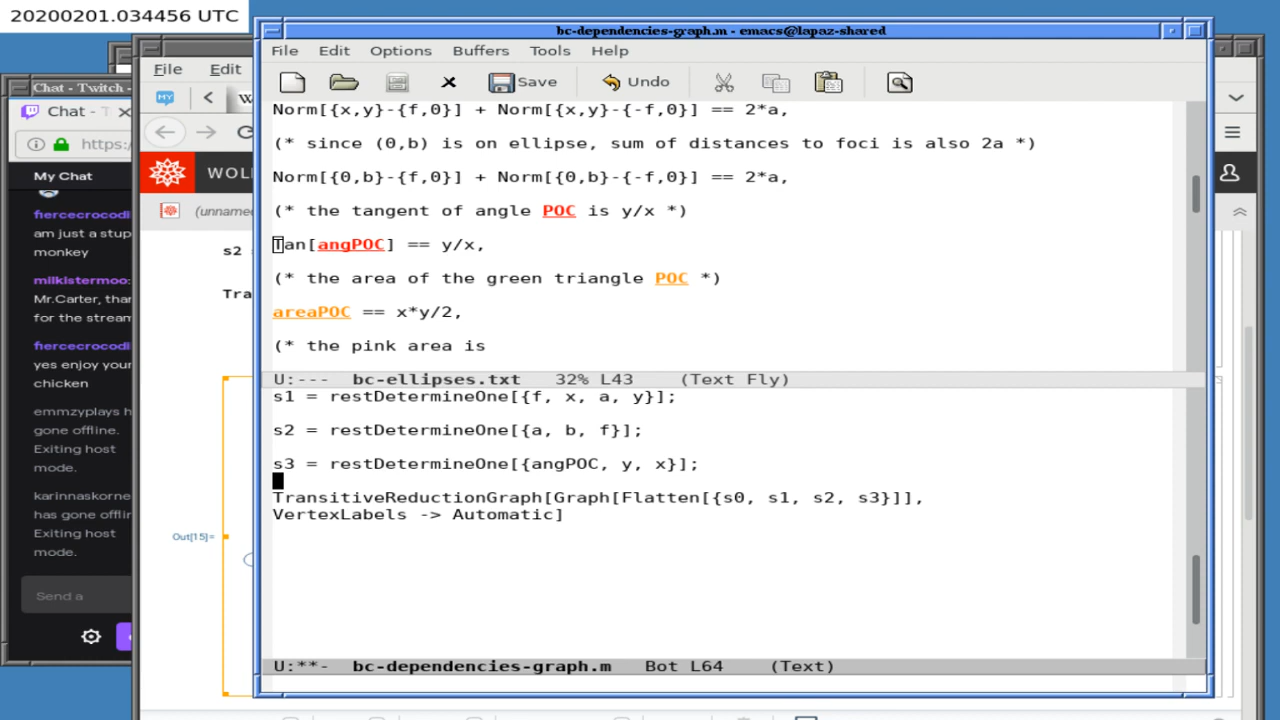 20200201.034456 UTC
bc-dependencies-graph.m - emacs@lapaz-shared
File Edit Options Buffers Tools Help
Save Undo
Norm[{x,y}-{f,0}] + Norm[{x,y}-{-f,0}] == 2*a,
(* since (0,b) is on ellipse, sum of distances to foci is also 2a *)
Norm[{0,b}-{f,0}] + Norm[{0,b}-{-f,0}] == 2*a,
(* the tangent of angle POC is y/x *)
Tan[angPOC] == y/x,
(* the area of the green triangle POC *)
areaPOC == x*y/2,
(* the pink area is
U:--- bc-ellipses.txt 32% L43 (Text Fly)
s1 = restDetermineOne[{f, x, a, y}];
s2 = restDetermineOne[{a, b, f}];
s3 = restDetermineOne[{angPOC, y, x}];
TransitiveReductionGraph[Graph[Flatten[{s0, s1, s2, s3}]],
VertexLabels -> Automatic]
U:**- bc-dependencies-graph.m Bot L64 (Text)
File Edit
MY
WOL
(unname
s2
Tra
Out[15]=
Chat - Twitch -
Chat - T
https:
My Chat
fiercecrocodi
am just a stup
monkey
milkistermoo:
Mr.Carter, than
for the stream
fiercecrocodi
yes enjoy your
chicken
emmzyplays h
gone offline.
Exiting host
mode.
karinnaskorne
has gone offlin
Exiting host
mode.
Send a